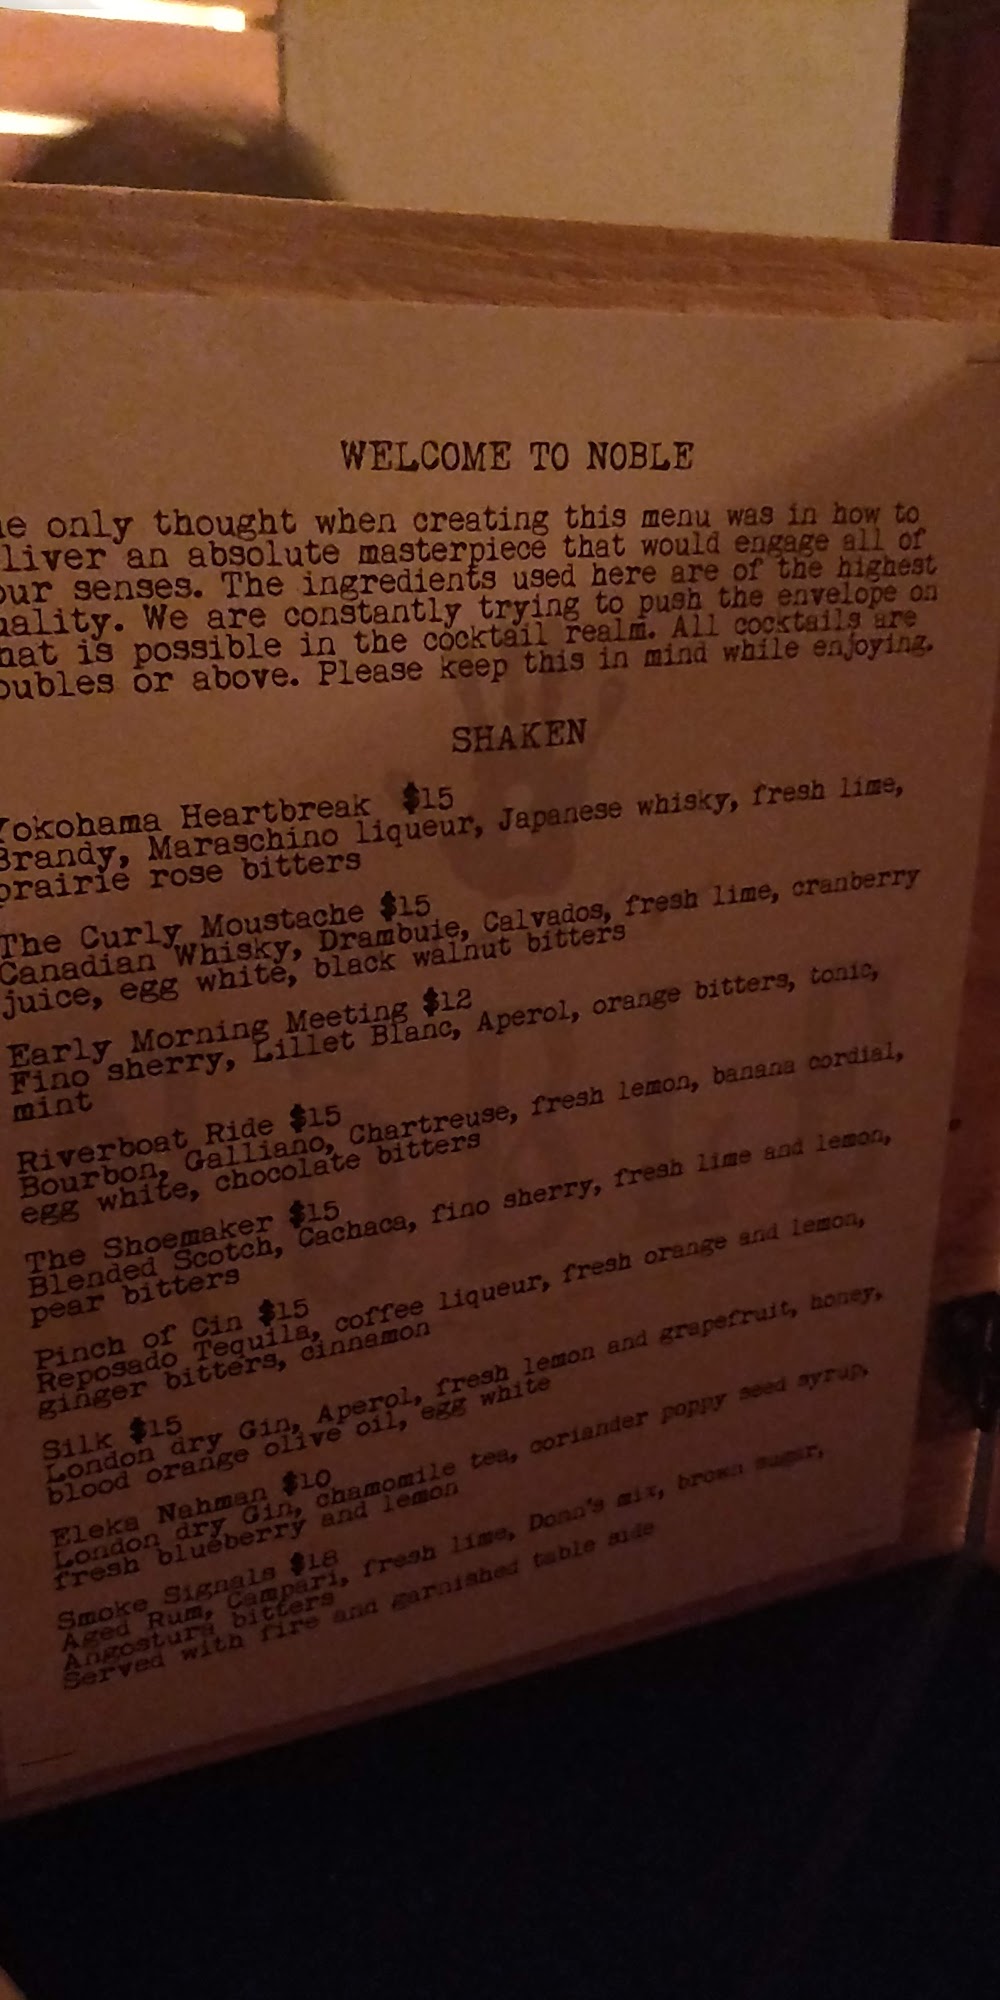 WELCOME TO NOBLE
only thought when creating this menu was in how to
an absolute masterpiece that would engage all of
senses. The ingredients used here are of the highest
We are constantly trying to push the envelope on
is possible in the cocktail realm. All cocktails are
or above. Please keep this in mind while enjoying.
SHAKEN
Yokohama Heartbreak $15
Brandy, Maraschino liqueur, Japanese whisky, fresh lime,
prairie rose bitters
The Curly Moustache $15
Canadian Whisky, Drambuie, Calvados, fresh lime, cranberry
juice, egg white, black walnut bitters
Early Morning Meeting $12
Fino sherry, Lillet Blanc, Aperol, orange bitters, tonic,
mint
Riverboat Ride $15
Bourbon, Galliano, Chartreuse, fresh lemon, banana cordial,
egg white, chocolate bitters
The Shoemaker $15
Blended Scotch, Cachaca, fino sherry, fresh lime and lemon,
pear bitters
Pinch of Cin $15
Reposado Tequila, coffee liqueur, fresh orange and lemon,
ginger bitters, cinnamon
Silk $15
London dry Gin, Aperol, fresh lemon and grapefruit, honey,
blood orange olive oil, egg white
Eleka Nahman $10
London dry Gin, chamomile tea, coriander poppy seed syrup,
fresh blueberry and lemon
Smoke Signals $18
Aged Rum, Campari, fresh lime, Donn's mix, brown sugar,
Angostura bitters
Served with fire and garnished table side